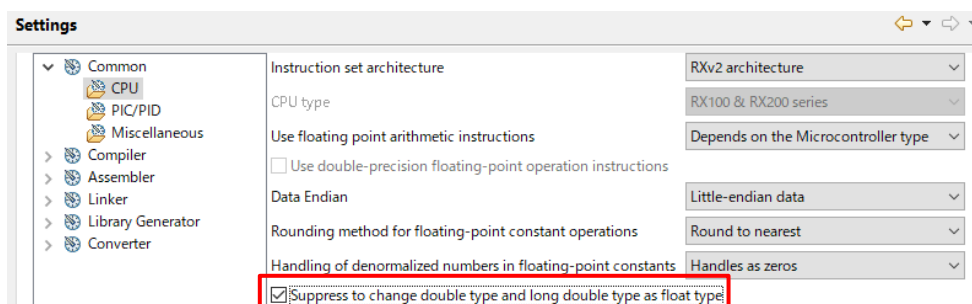 Settings
Common
CPU
PIC/PID
Miscellaneous
Compiler
Assembler
Linker
Library Generator
Converter
Instruction set architecture RXv2 architecture
CPU type RX100 & RX200 series
Use floating point arithmetic instructions Depends on the Microcontroller type
Use double-precision floating-point operation instructions
Data Endian Little-endian data
Rounding method for floating-point constant operations Round to nearest
Handling of denormalized numbers in floating-point constants Handles as zeros
Suppress to change double type and long double type as float type